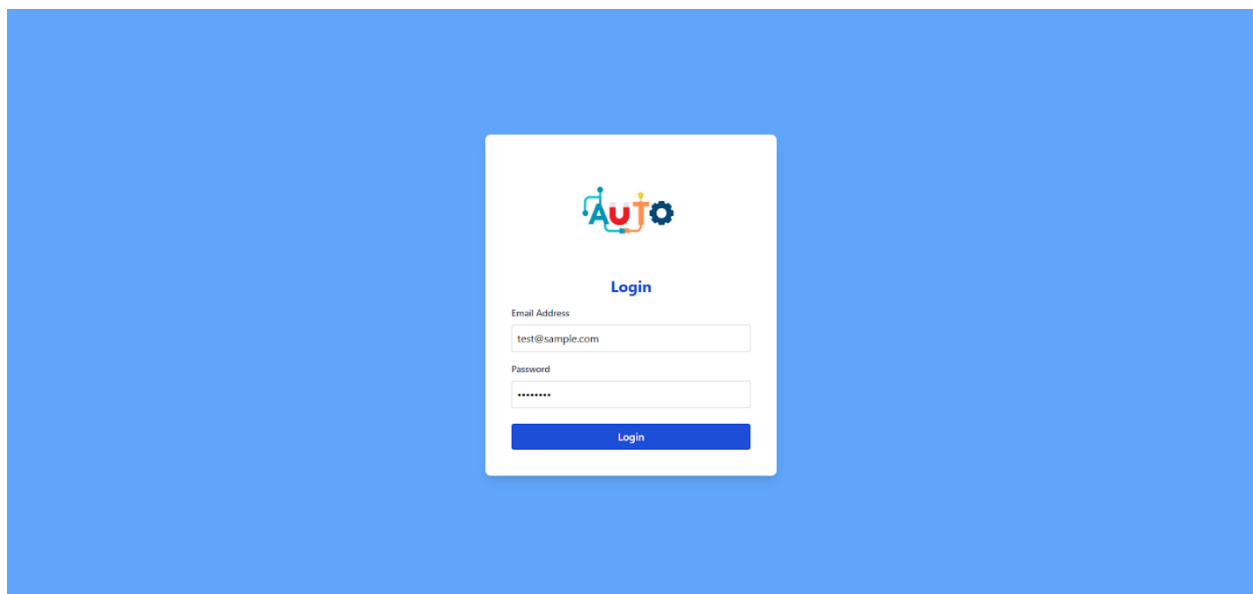 AUTO
Login
Email Address
test@sample.com
Password
••••••••
Login